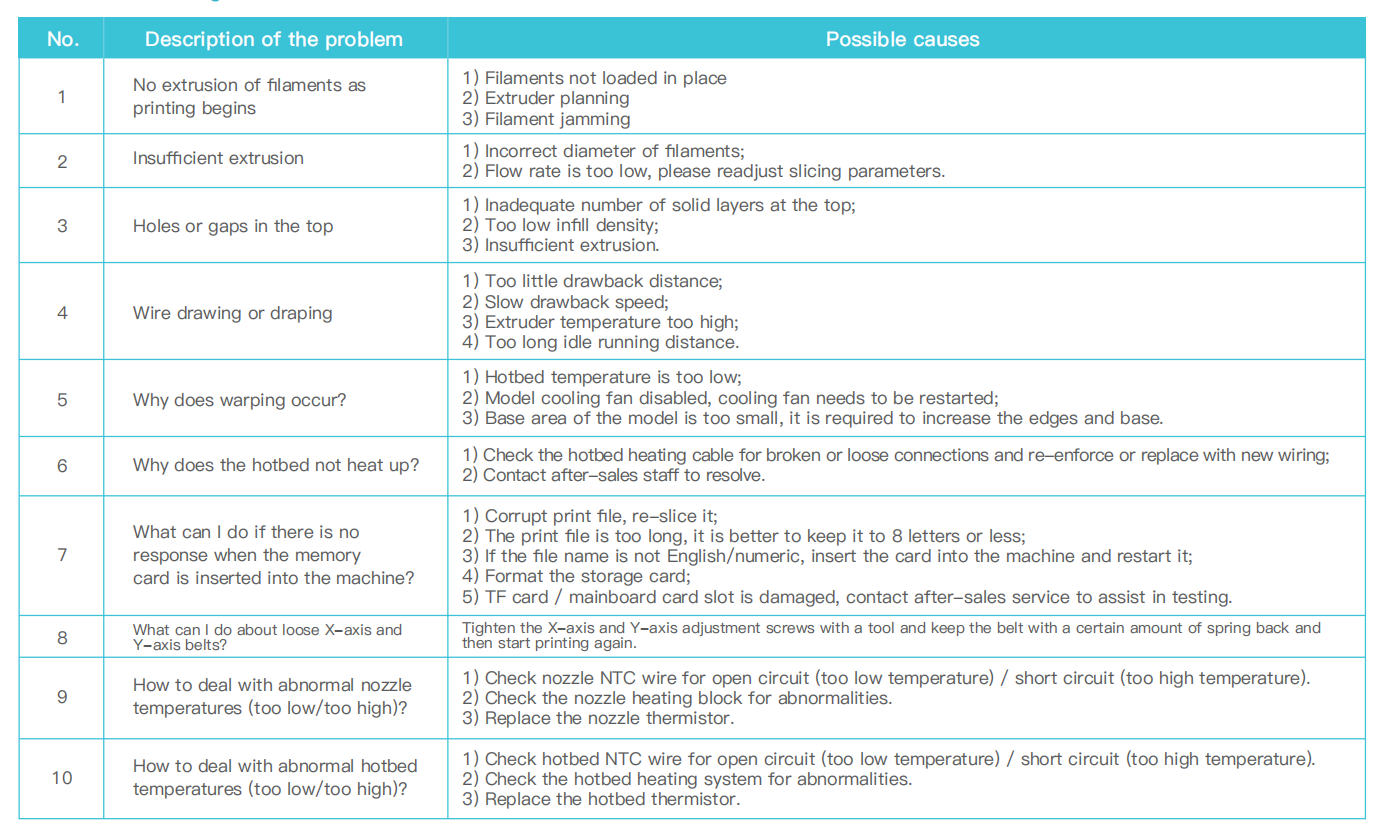 No. Description of the problem Possible causes
1
No extrusion of filaments as
printing begins
1) Filaments not loaded in place
2) Extruder planning
3) Filament jamming
2
Insufficient extrusion
1) Incorrect diameter of filaments;
2) Flow rate is too low, please readjust slicing parameters.
3
Holes or gaps in the top
1) Inadequate number of solid layers at the top;
2) Too low infill density;
3) Insufficient extrusion.
4
Wire drawing or draping
1) Too little drawback distance;
2) Slow drawback speed;
3) Extruder temperature too high;
4) Too long idle running distance.
5
Why does warping occur?
1) Hotbed temperature is too low;
2) Model cooling fan disabled, cooling fan needs to be restarted;
3) Base area of the model is too small, it is required to increase the edges and base.
6
Why does the hotbed not heat up?
1) Check the hotbed heating cable for broken or loose connections and re-enforce or replace with new wiring;
2) Contact after-sales staff to resolve.
7
What can I do if there is no
response when the memory
card is inserted into the machine?
1) Corrupt print file, re-slice it;
2) The print file is too long, it is better to keep it to 8 letters or less;
3) If the file name is not English/numeric, insert the card into the machine and restart it;
4) Format the storage card;
5) TF card / mainboard card slot is damaged, contact after-sales service to assist in testing.
8
What can I do about loose X-axis and
Y-axis belts?
Tighten the X-axis and Y-axis adjustment screws with a tool and keep the belt with a certain amount of spring back and
then start printing again.
9
How to deal with abnormal nozzle
temperatures (too low/too high)?
1) Check nozzle NTC wire for open circuit (too low temperature) / short circuit (too high temperature).
2) Check the nozzle heating block for abnormalities.
3) Replace the nozzle thermistor.
10
How to deal with abnormal hotbed
temperatures (too low/too high)?
1) Check hotbed NTC wire for open circuit (too low temperature) / short circuit (too high temperature).
2) Check the hotbed heating system for abnormalities.
3) Replace the hotbed thermistor.